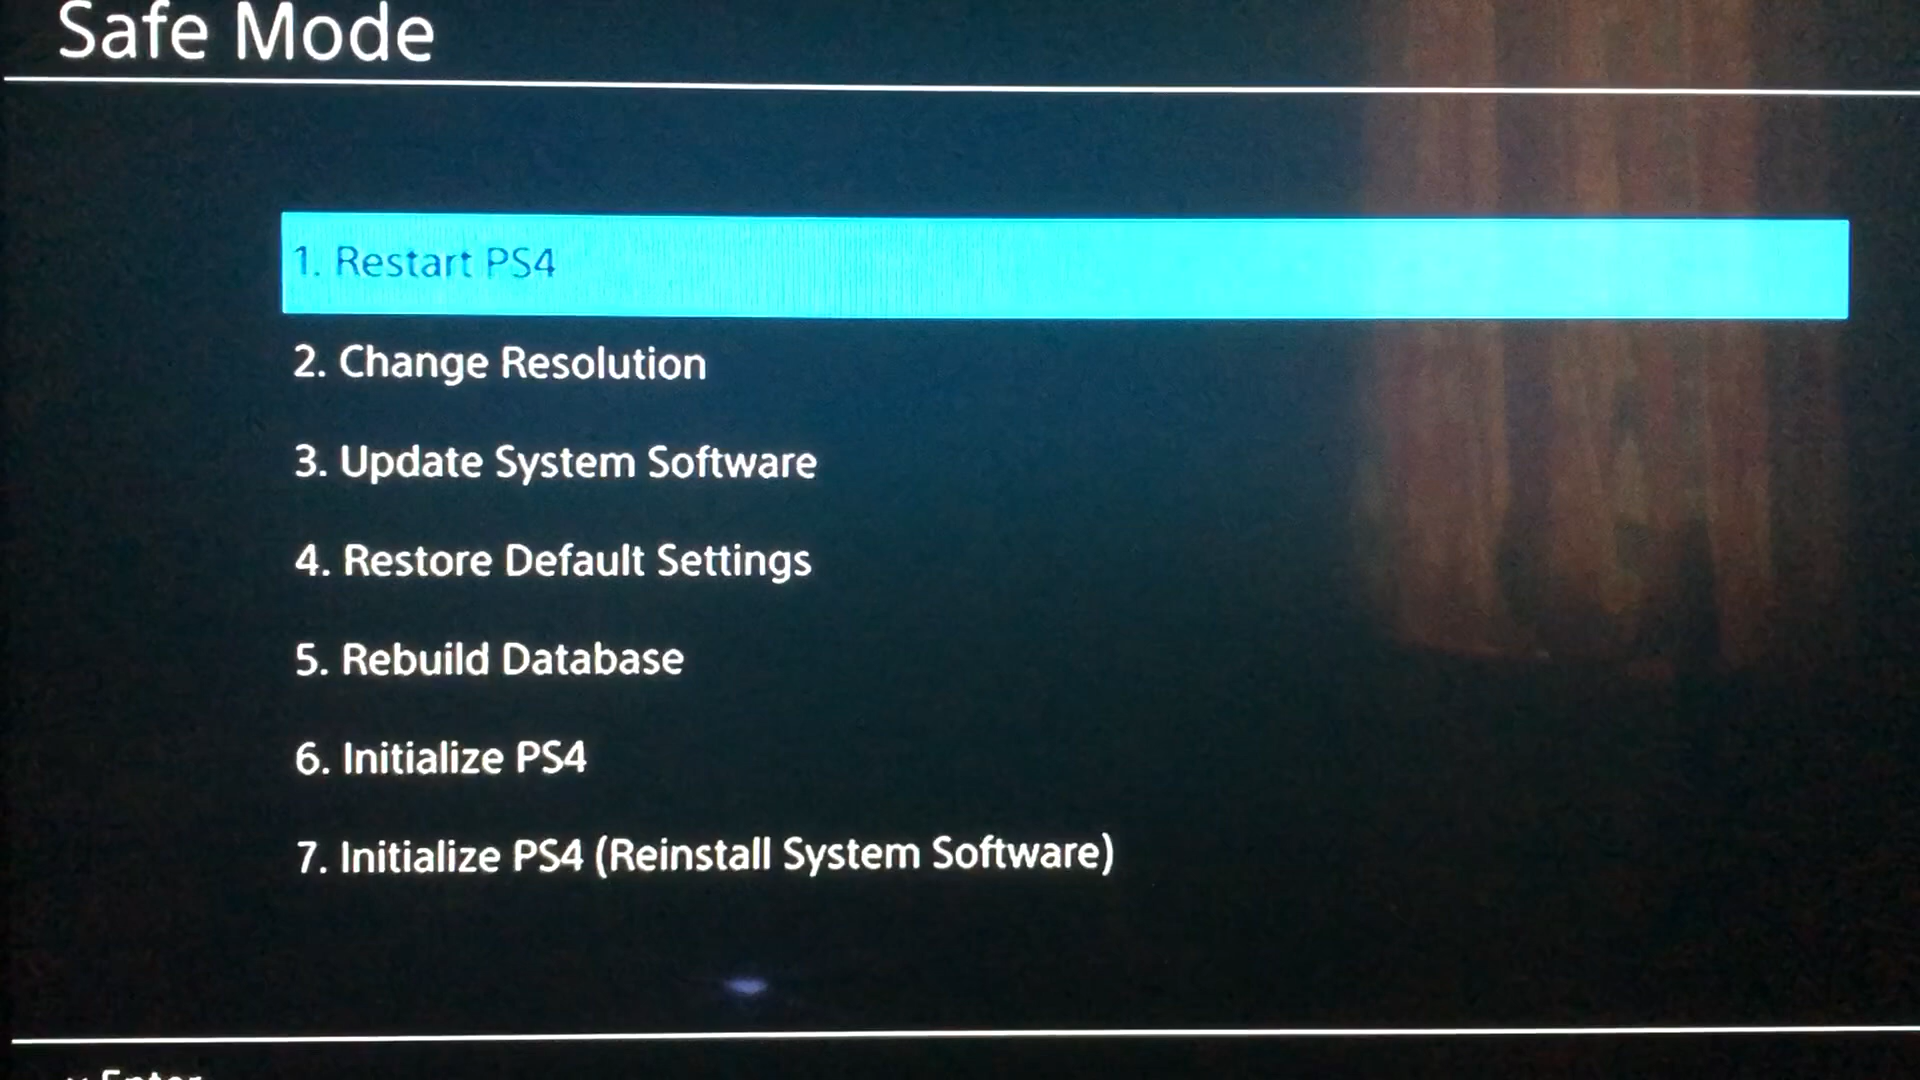 Safe Mode
1. Restart PS4
2. Change Resolution
3. Update System Software
4. Restore Default Settings
5. Rebuild Database
6. Initialize PS4
7. Initialize PS4 (Reinstall System Software)
Enter